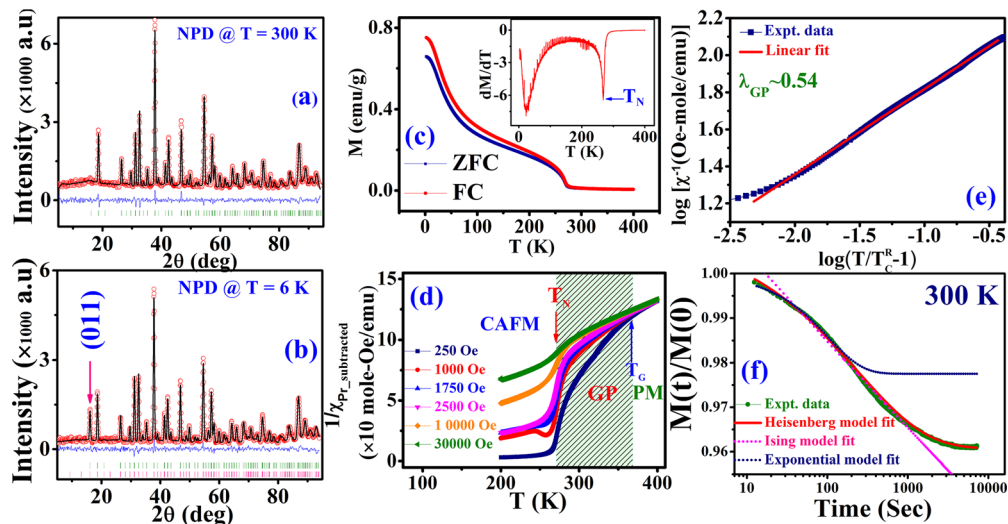 NPD @ T = 300 K
(a)
Intensity (×1000 a.u)
6
3
0
20 40 60 80
2θ (deg)
NPD @ T = 6 K
(011)
(b)
Intensity (×1000 a.u)
6
3
0
20 40 60 80
2θ (deg)
M (emu/g)
0.8
0.4
0.0
(c)
ZFC
FC
0 100 200 300 400
T (K)
dM/dT
0
-3
-6
T_N
0 200 400
T (K)
(d)
1/χ_Pr_subtracted
(×10 mole-Oe/emu)
15
10
5
0
CAFM
T_N
GP
T_G
PM
250 Oe
1000 Oe
1750 Oe
2500 Oe
1 0000 Oe
30000 Oe
100 200 300 400
T (K)
log [χ⁻¹(Oe-mole/emu)]
2.1
1.8
1.5
1.2
Expt. data
Linear fit
λ_GP~0.54
(e)
-2.5 -2.0 -1.5 -1.0 -0.5
log(T/T_C^R-1)
300 K
M(t)/M(0)
1.00
0.99
0.98
0.97
0.96
Expt. data
Heisenberg model fit
Ising model fit
Exponential model fit
(f)
10 100 1000 10000
Time (Sec)